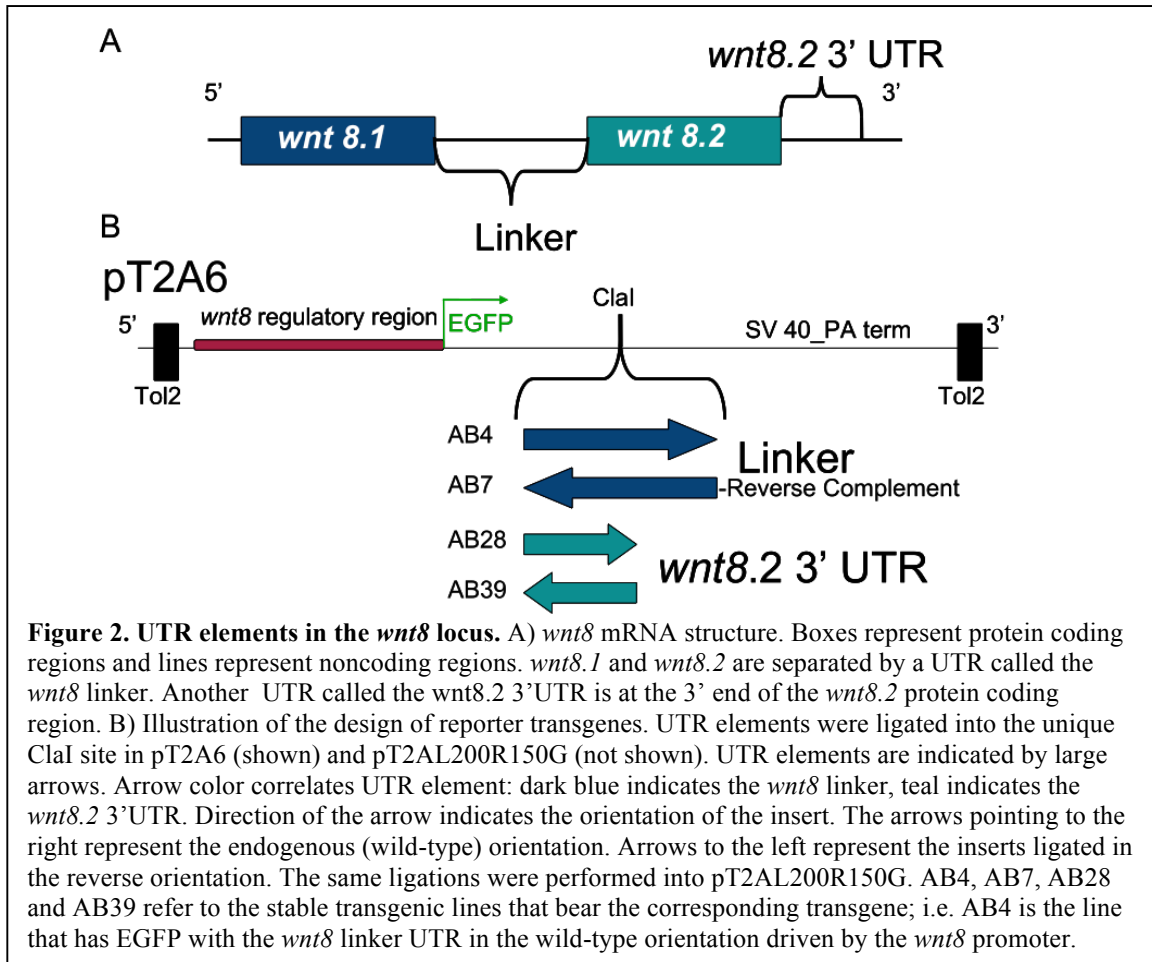 A
wnt8.2 3' UTR
5'
3'
wnt 8.1
wnt 8.2
Linker
B
pT2A6
ClaI
5'
wnt8 regulatory region
EGFP
SV 40_PA term
3'
Tol2
Tol2
AB4
Linker
AB7
-Reverse Complement
AB28
wnt8.2 3' UTR
AB39
Figure 2. UTR elements in the wnt8 locus. A) wnt8 mRNA structure. Boxes represent protein coding
regions and lines represent noncoding regions. wnt8.1 and wnt8.2 are separated by a UTR called the
wnt8 linker. Another UTR called the wnt8.2 3'UTR is at the 3' end of the wnt8.2 protein coding
region. B) Illustration of the design of reporter transgenes. UTR elements were ligated into the unique
ClaI site in pT2A6 (shown) and pT2AL200R150G (not shown). UTR elements are indicated by large
arrows. Arrow color correlates UTR element: dark blue indicates the wnt8 linker, teal indicates the
wnt8.2 3'UTR. Direction of the arrow indicates the orientation of the insert. The arrows pointing to the
right represent the endogenous (wild-type) orientation. Arrows to the left represent the inserts ligated in
the reverse orientation. The same ligations were performed into pT2AL200R150G. AB4, AB7, AB28
and AB39 refer to the stable transgenic lines that bear the corresponding transgene; i.e. AB4 is the line
that has EGFP with the wnt8 linker UTR in the wild-type orientation driven by the wnt8 promoter.